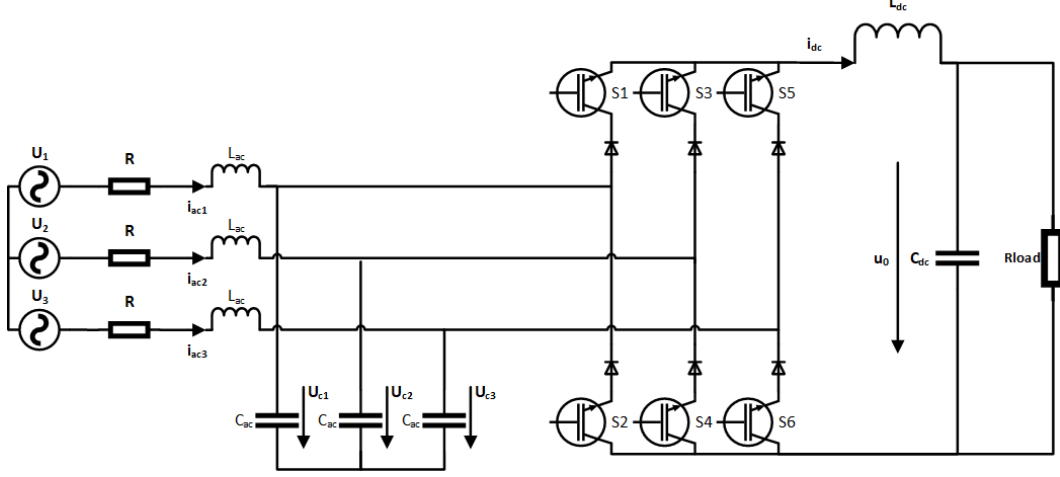 Ldc
idc
S1
S3
S5
U1
R
Lac
iac1
U2
R
Lac
iac2
U3
R
Lac
iac3
u0
Cdc
Rload
Uc1
Uc2
Uc3
Cac
Cac
Cac
S2
S4
S6